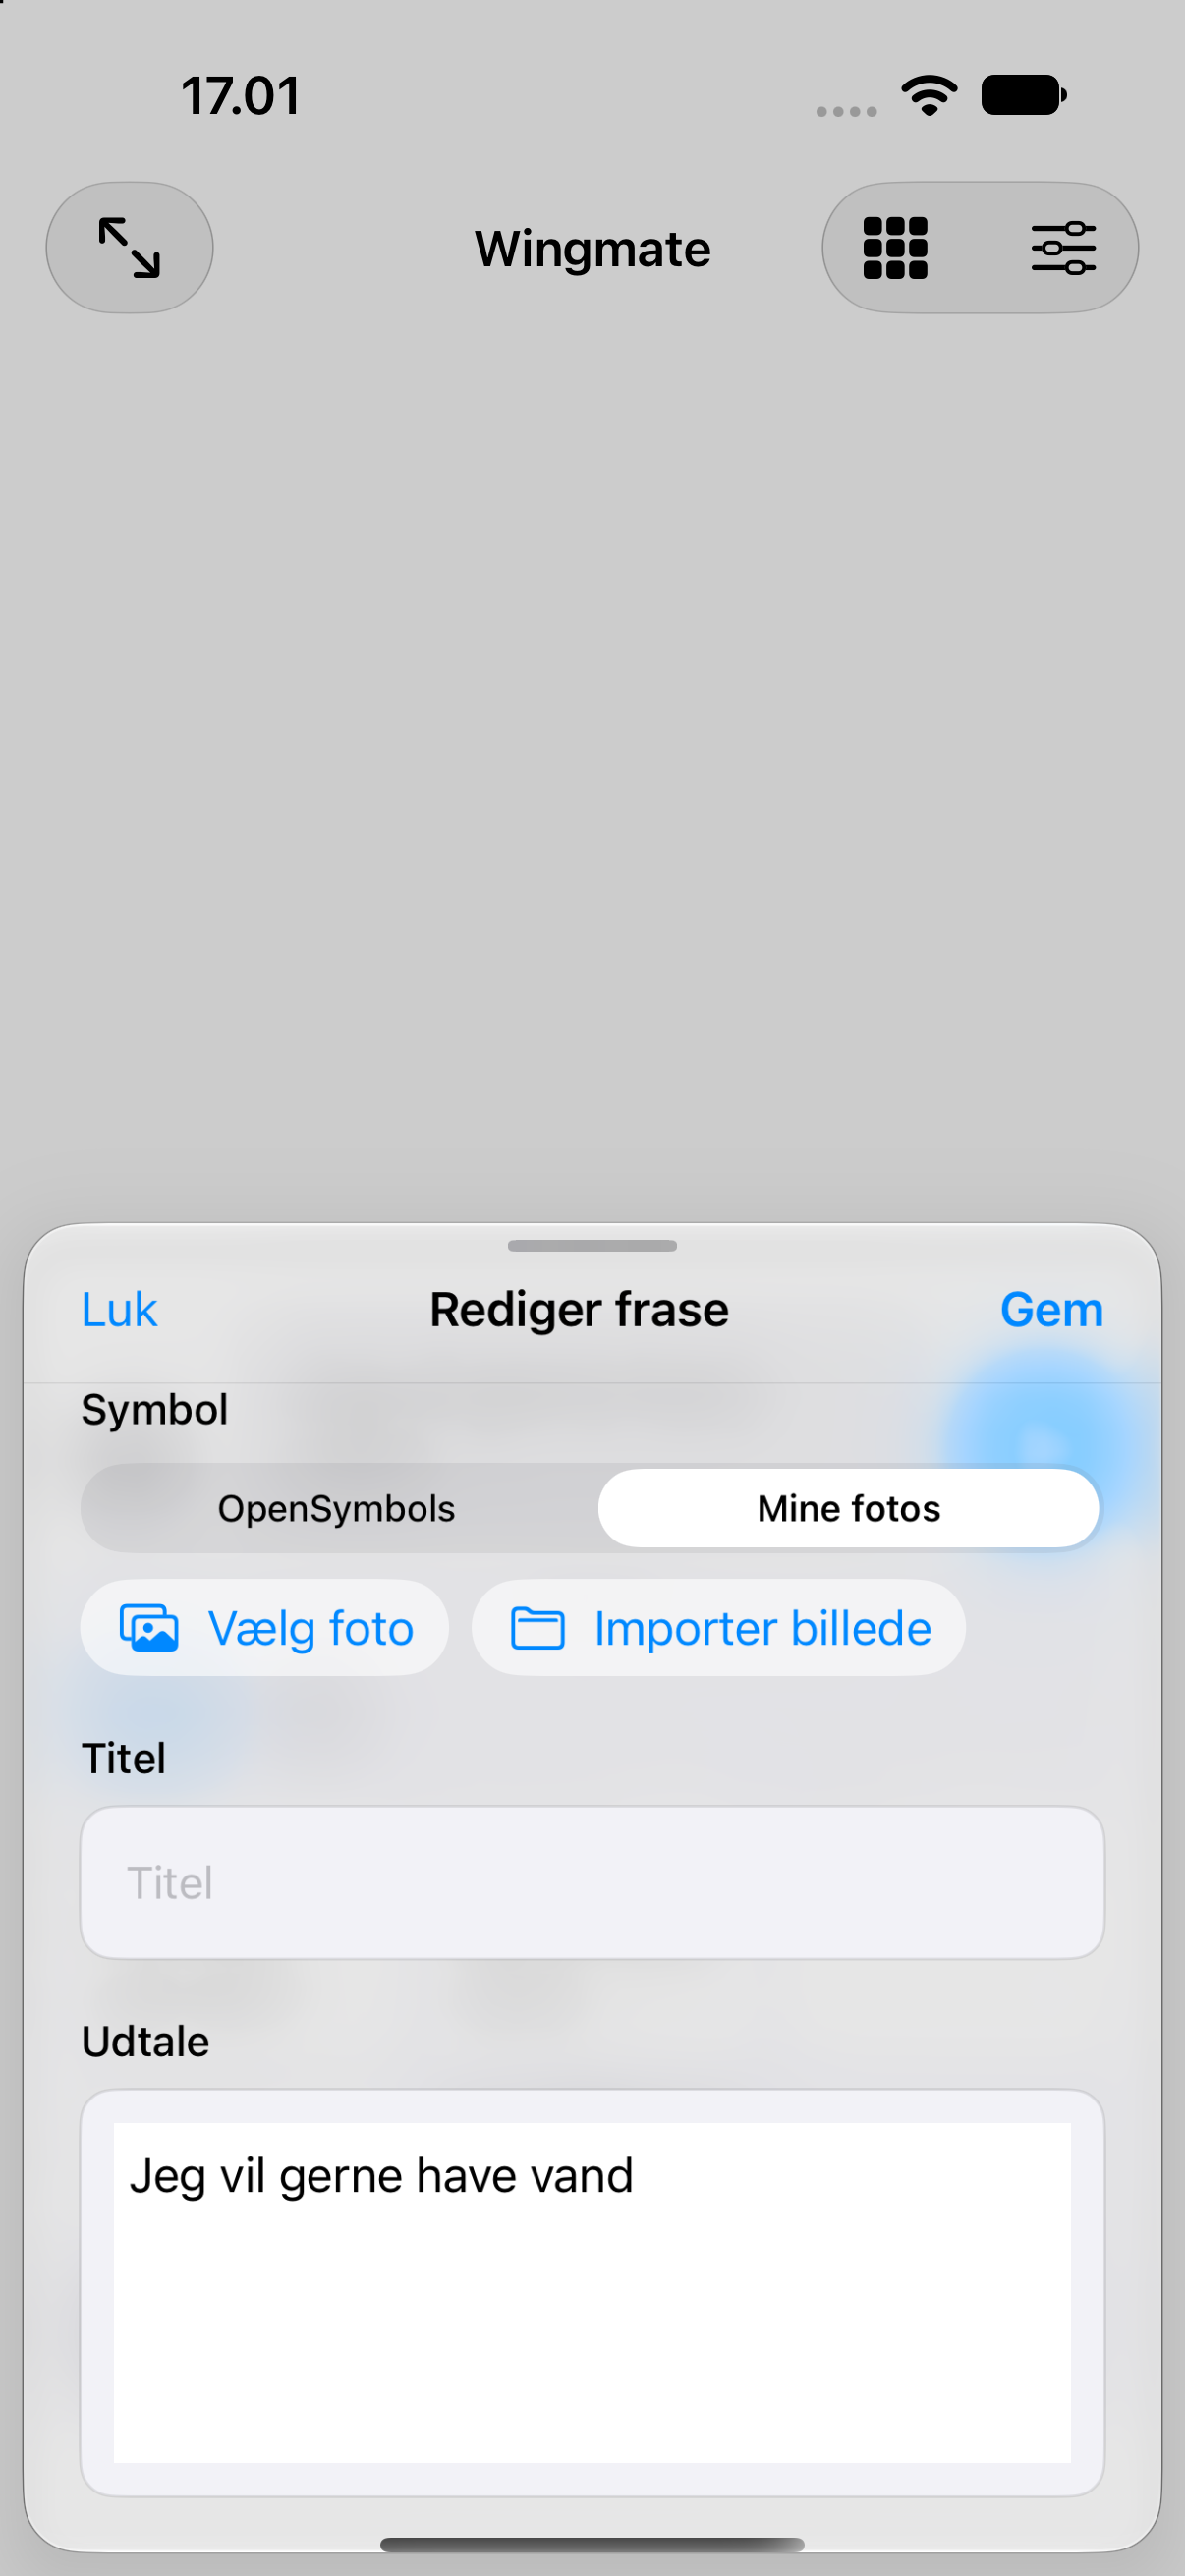 17.01
Wingmate
Luk
Rediger frase
Gem
Symbol
OpenSymbols
Mine fotos
Vælg foto
Importer billede
Titel
Titel
Udtale
Jeg vil gerne have vand